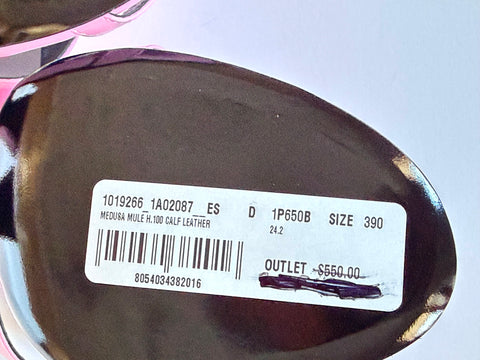 1019266_1A02087__ES D 1P650B SIZE 390
MEDUSA MULE H.100 CALF LEATHER 24.2
8054034382016
OUTLET $550.00